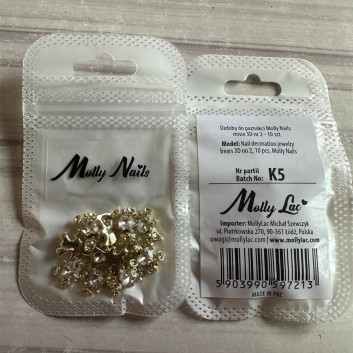 Molly Nails
Ozdoby do paznokci Molly Nails
misie 3D nr 2 - 10 szt.
Model: Nail decoration jewelry
bears 3D no 2, 10 pcs, Molly Nails
Nr partii
Batch No: K5
Molly Lac
Importer: MollyLac Michał Szewczyk
ul. Piotrkowska 270, 90-361 Łódź, Polska
uwagi@mollylac.com | www.mollylac.com
5 903990 597213
MADE IN PRC